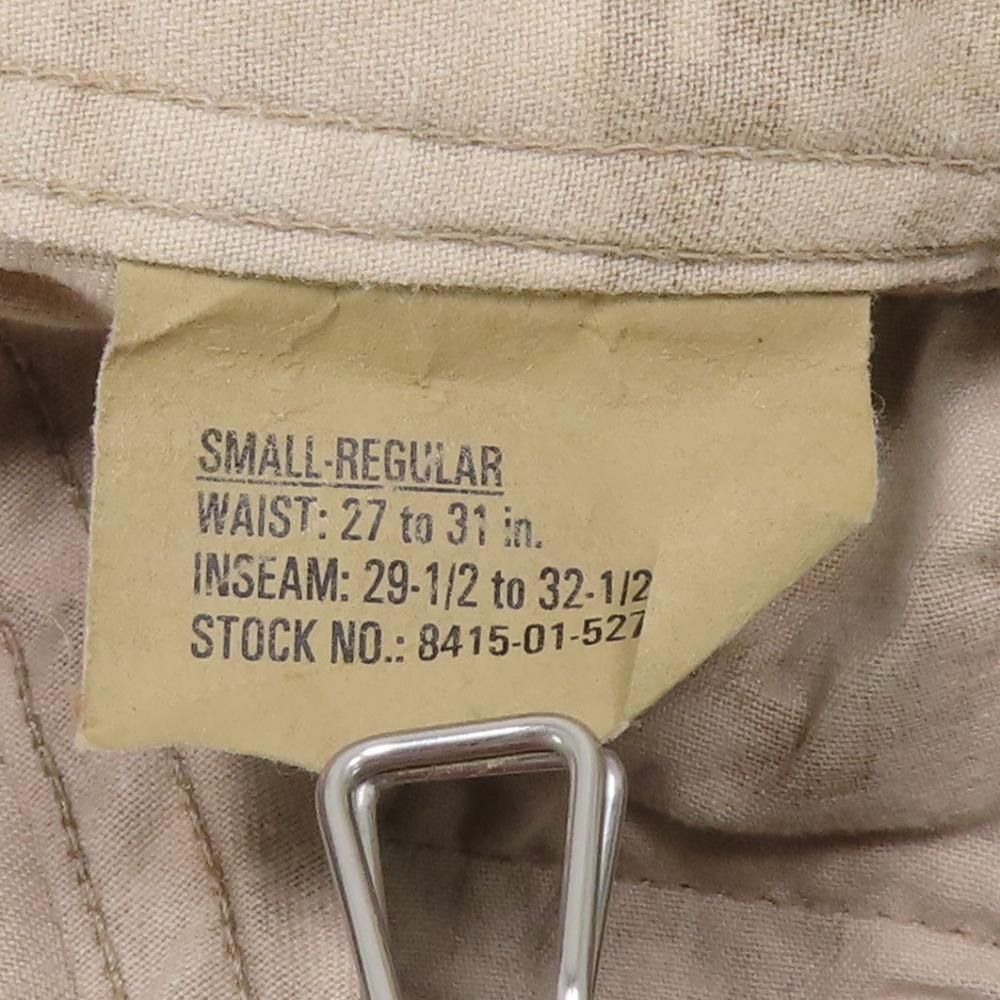 SMALL-REGULAR
WAIST: 27 to 31 in.
INSEAM: 29-1/2 to 32-1/2
STOCK NO.: 8415-01-527